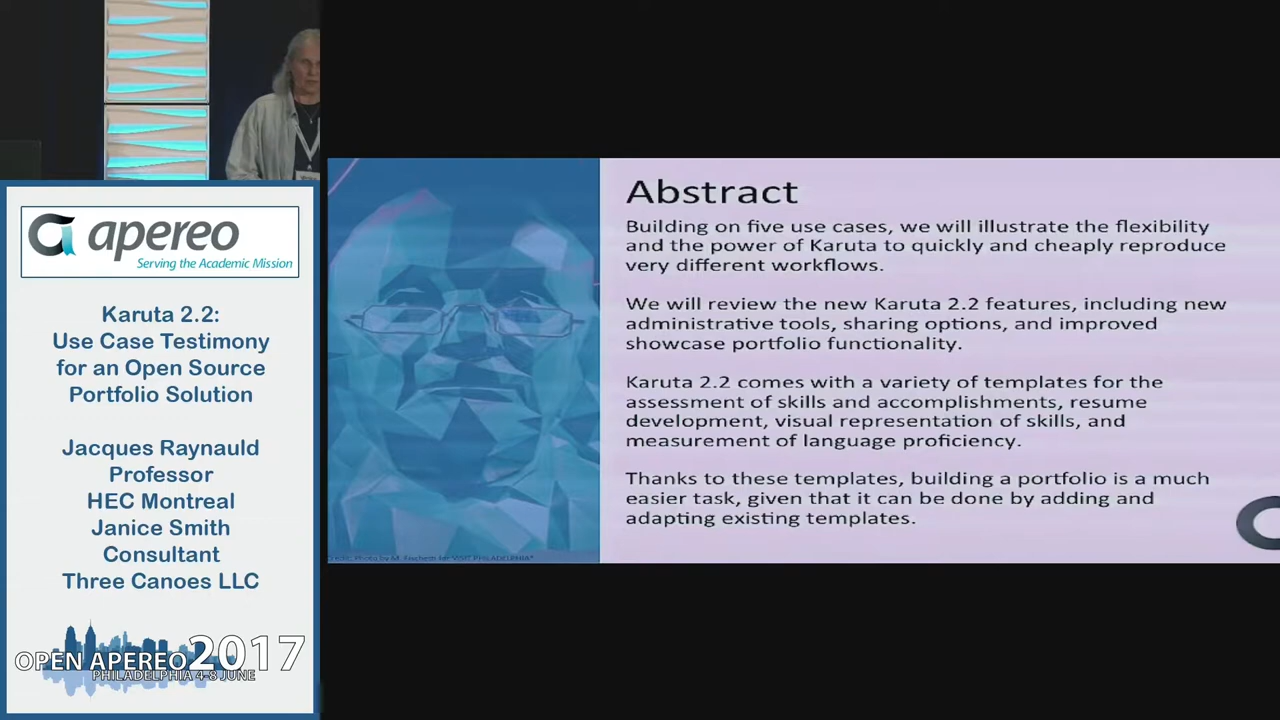 apereo
Serving the Academic Mission
Karuta 2.2:
Use Case Testimony
for an Open Source
Portfolio Solution
Jacques Raynauld
Professor
HEC Montreal
Janice Smith
Consultant
Three Canoes LLC
OPEN APEREO 2017
PHILADELPHIA 4-8 JUNE
Abstract
Building on five use cases, we will illustrate the flexibility
and the power of Karuta to quickly and cheaply reproduce
very different workflows.
We will review the new Karuta 2.2 features, including new
administrative tools, sharing options, and improved
showcase portfolio functionality.
Karuta 2.2 comes with a variety of templates for the
assessment of skills and accomplishments, resume
development, visual representation of skills, and
measurement of language proficiency.
Thanks to these templates, building a portfolio is a much
easier task, given that it can be done by adding and
adapting existing templates.
Photo by M. for VISIT PHILADELPHIA